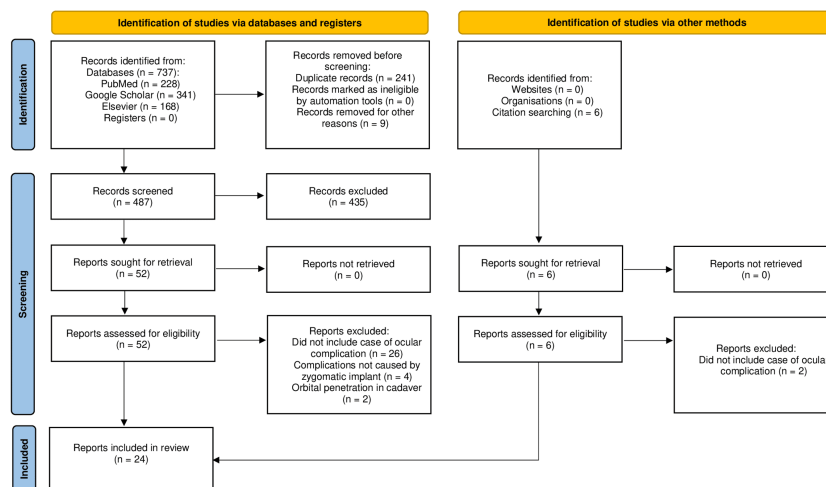 Identification of studies via databases and registers
Identification of studies via other methods
Identification
Records identified from:
Databases (n = 737):
PubMed (n = 228)
Google Scholar (n = 341)
Elsevier (n = 168)
Registers (n = 0)
Records removed before
screening:
Duplicate records (n = 241)
Records marked as ineligible
by automation tools (n = 0)
Records removed for other
reasons (n = 9)
Records identified from:
Websites (n = 0)
Organisations (n = 0)
Citation searching (n = 6)
Screening
Records screened
(n = 487)
Records excluded
(n = 435)
Reports sought for retrieval
(n = 52)
Reports not retrieved
(n = 0)
Reports sought for retrieval
(n = 6)
Reports not retrieved
(n = 0)
Reports assessed for eligibility
(n = 52)
Reports excluded:
Did not include case of ocular
complication (n = 26)
Complications not caused by
zygomatic implant (n = 4)
Orbital penetration in cadaver
(n = 2)
Reports assessed for eligibility
(n = 6)
Reports excluded:
Did not include case of ocular
complication (n = 2)
Included
Reports included in review
(n = 24)